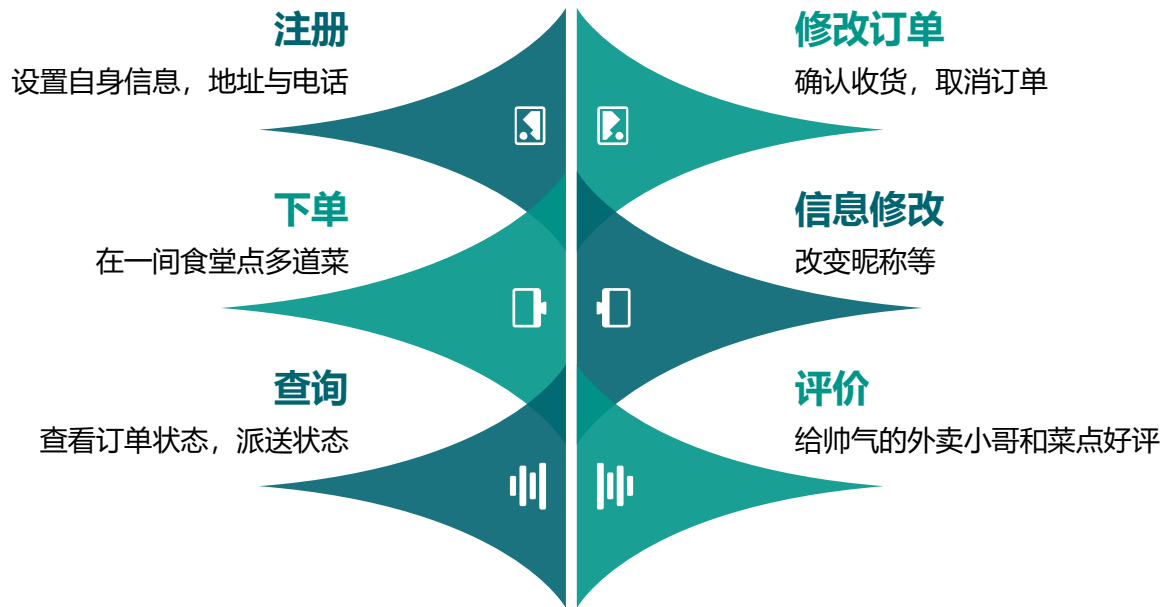 注册
设置自身信息，地址与电话
下单
在一间食堂点多道菜
查询
查看订单状态，派送状态
修改订单
确认收货，取消订单
信息修改
改变昵称等
评价
给帅气的外卖小哥和菜点好评